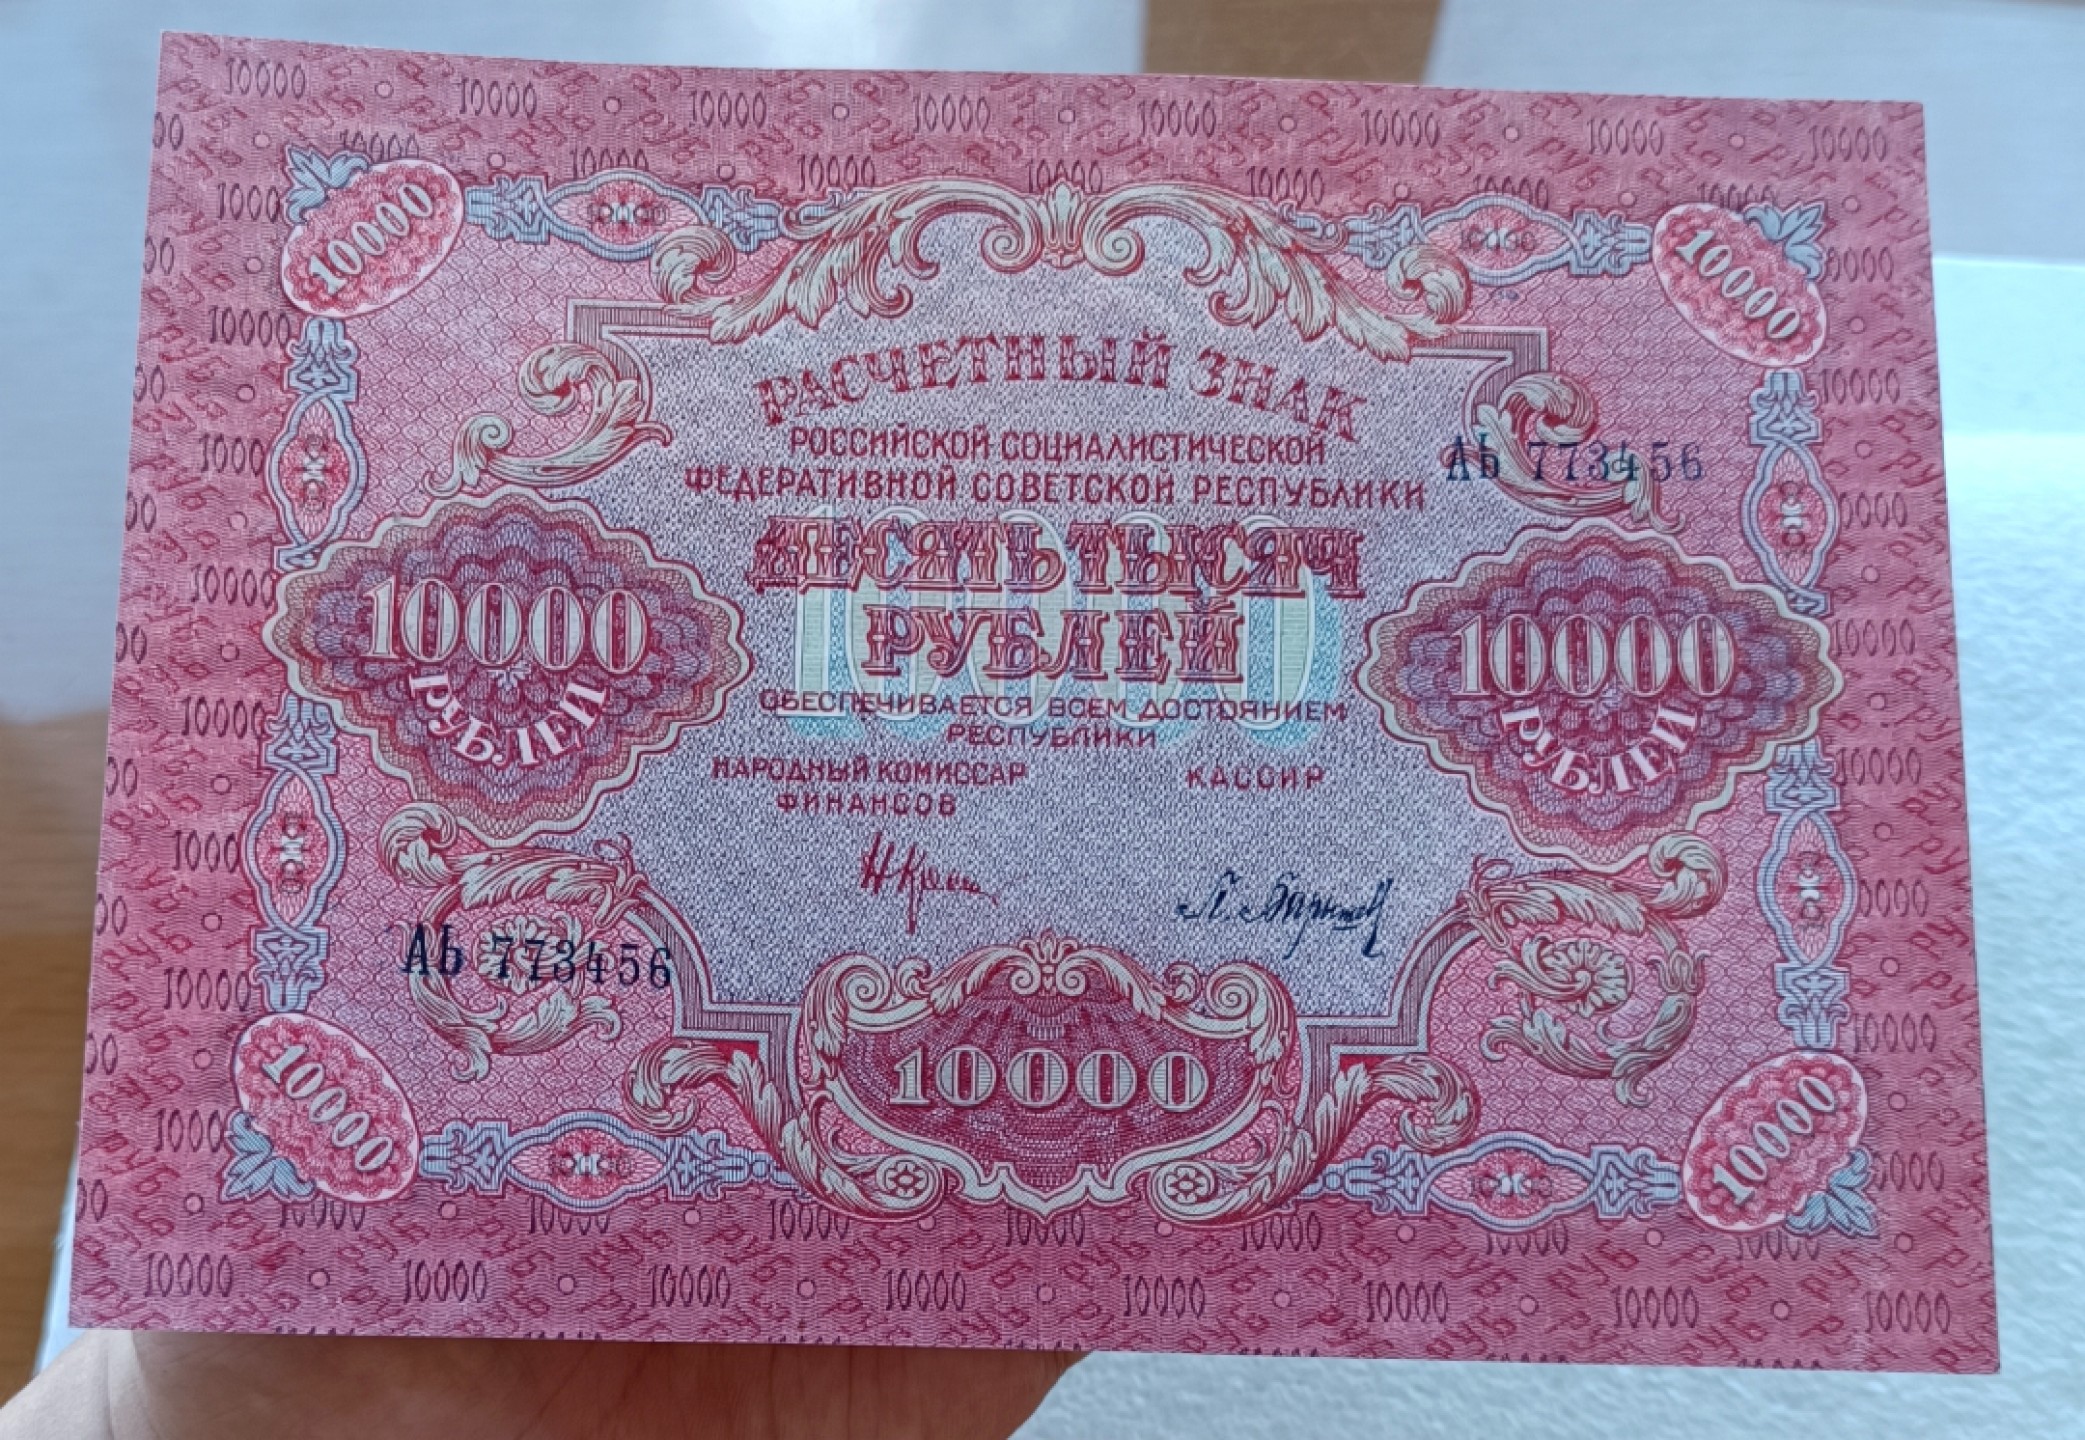 РАСЧЕТНЫЙ ЗНАК
РОССИЙСКОЙ СОЦИАЛИСТИЧЕСКОЙ
ФЕДЕРАТИВНОЙ СОВЕТСКОЙ РЕСПУБЛИКИ
АЬ 773456
ДЕСЯТЬ ТЫСЯЧ
РУБЛЕЙ
10000
10000
РУБЛЕЙ
10000
РУБЛЕЙ
ОБЕСПЕЧИВАЕТСЯ ВСЕМ ДОСТОЯНИЕМ
РЕСПУБЛИКИ
НАРОДНЫЙ КОМИССАР
ФИНАНСОВ
КАССИР
АЬ 773456
10000
10000
10000
10000
10000